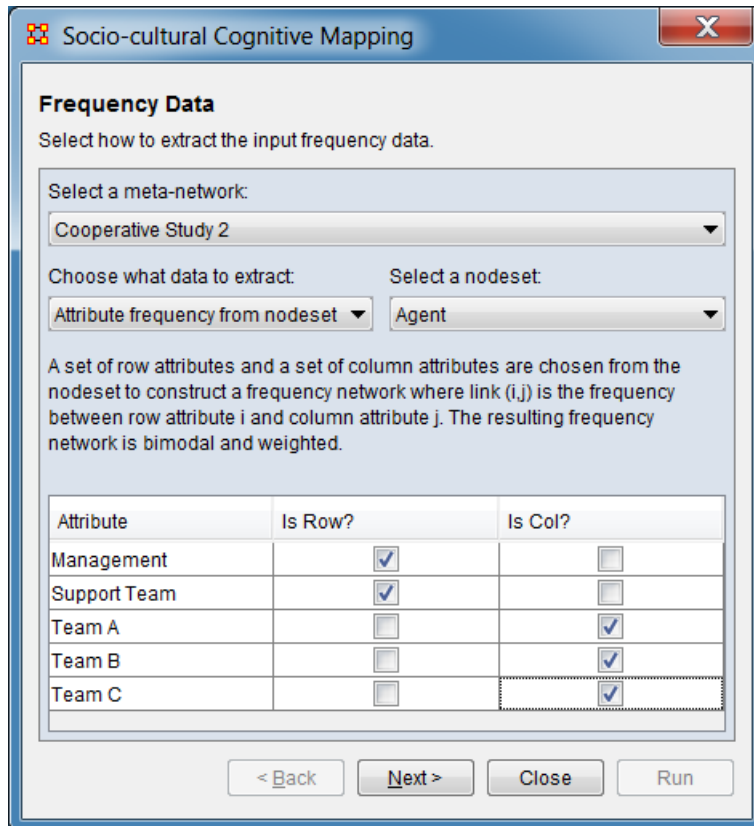 Socio-cultural Cognitive Mapping
X
Frequency Data
Select how to extract the input frequency data.
Select a meta-network:
Cooperative Study 2
Choose what data to extract: Select a nodeset:
Attribute frequency from nodeset Agent
A set of row attributes and a set of column attributes are chosen from the
nodeset to construct a frequency network where link (i,j) is the frequency
between row attribute i and column attribute j. The resulting frequency
network is bimodal and weighted.
Attribute Is Row? Is Col?
Management
Support Team
Team A
Team B
Team C
< Back Next > Close Run